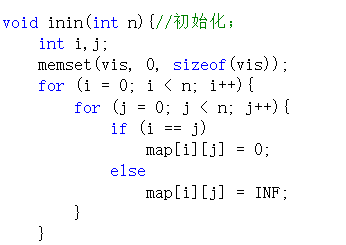 void inin(int n){//初始化；
    int i,j;
    memset(vis, 0, sizeof(vis));
    for (i = 0; i < n; i++){
        for (j = 0; j < n; j++){
            if (i == j)
                map[i][j] = 0;
            else
                map[i][j] = INF;
        }
    }